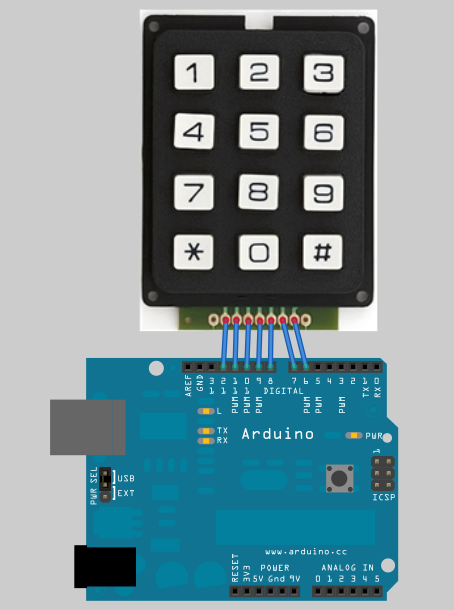 1 2 3
4 5 6
7 8 9
* 0 #
AREF
GND
13
12
11
10
9
8
7
6
5
4
3
2
1
0
PWM
PWM
PWM
PWM
PWM
PWM
TX
RX
DIGITAL
L
TX
RX
Arduino
PWR
1
PWR SEL
USB
EXT
ICSP
www.arduino.cc
RESET
3V3
5V
Gnd
9V
POWER
ANALOG IN
0 1 2 3 4 5